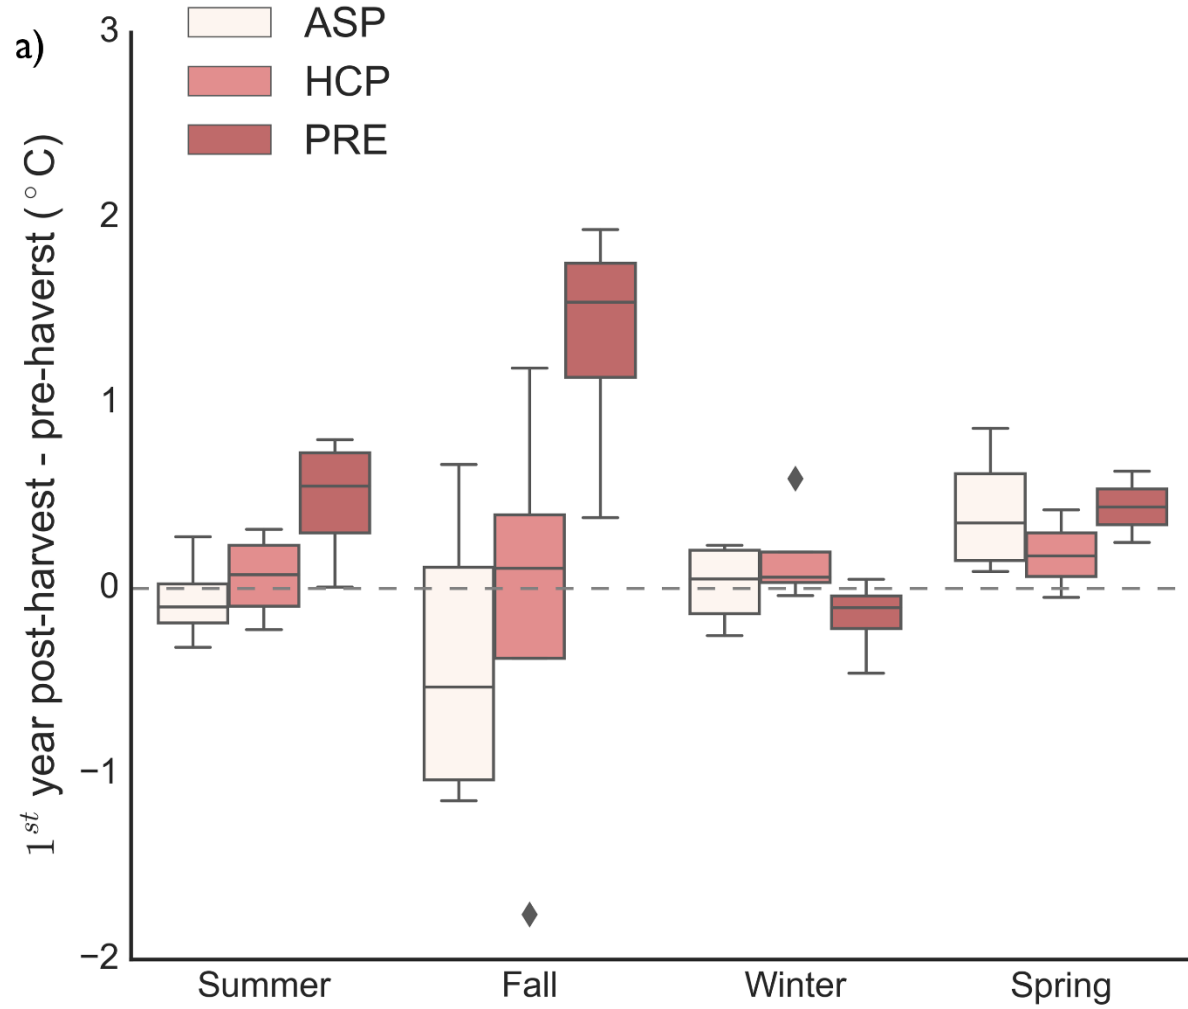 a)
ASP
HCP
PRE
1st year post-harvest - pre-haverst (°C)
3
2
1
0
−1
−2
Summer
Fall
Winter
Spring